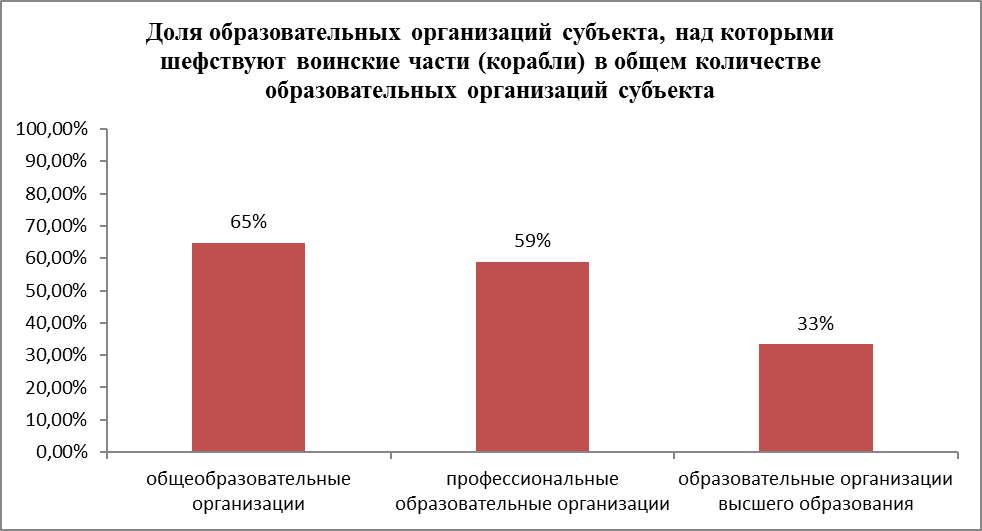 Доля образовательных организаций субъекта, над которыми
шефствуют воинские части (корабли) в общем количестве
образовательных организаций субъекта
100,00%
90,00%
80,00%
70,00%
60,00%
50,00%
40,00%
30,00%
20,00%
10,00%
0,00%
65%
59%
33%
общеобразовательные
организации
профессиональные
образовательные организации
образовательные организации
высшего образования